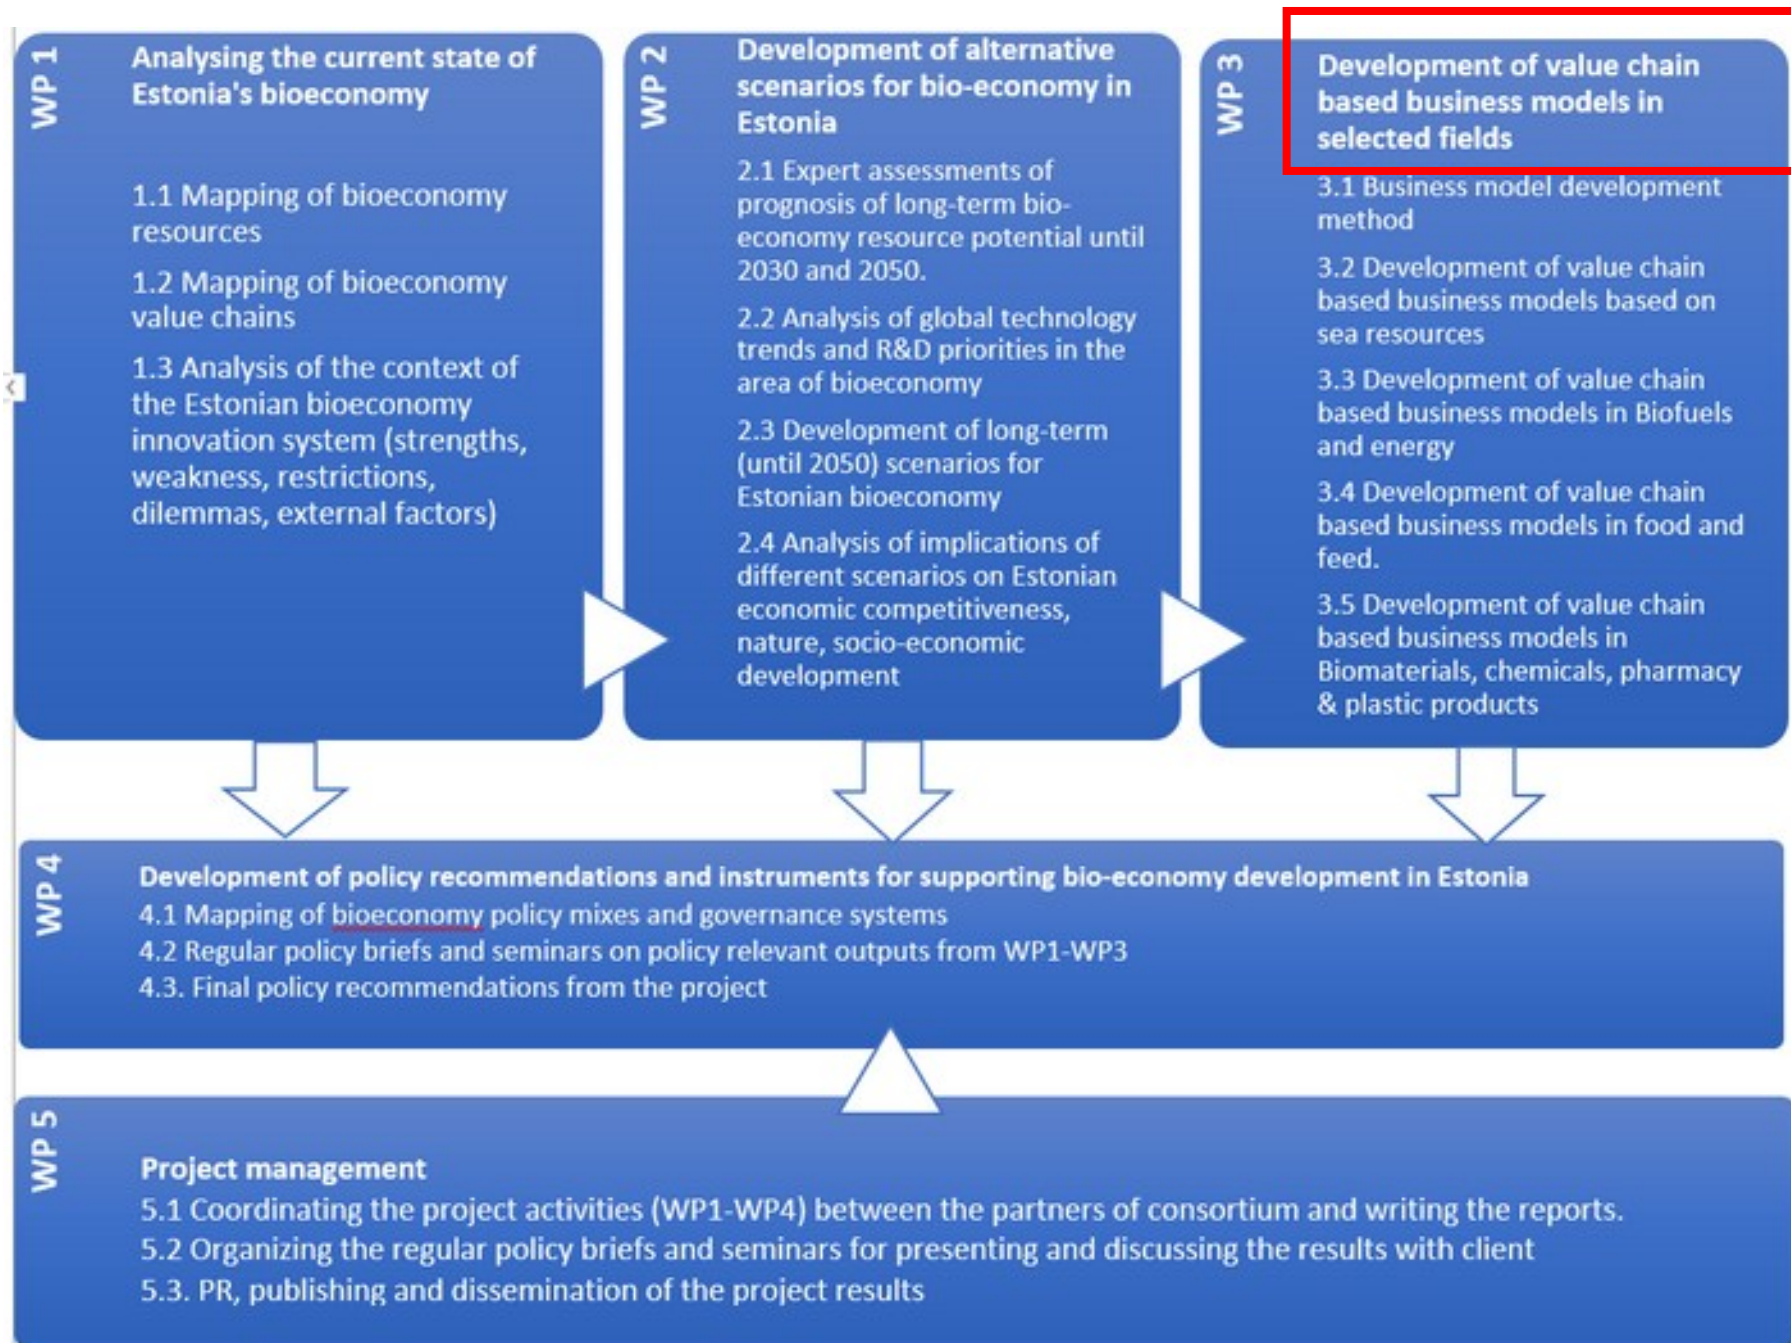 WP 1
Analysing the current state of
Estonia's bioeconomy
1.1 Mapping of bioeconomy
resources
1.2 Mapping of bioeconomy
value chains
1.3 Analysis of the context of
the Estonian bioeconomy
innovation system (strengths,
weakness, restrictions,
dilemmas, external factors)
WP 2
Development of alternative
scenarios for bio-economy in
Estonia
2.1 Expert assessments of
prognosis of long-term bio-
economy resource potential until
2030 and 2050.
2.2 Analysis of global technology
trends and R&D priorities in the
area of bioeconomy
2.3 Development of long-term
(until 2050) scenarios for
Estonian bioeconomy
2.4 Analysis of implications of
different scenarios on Estonian
economic competitiveness,
nature, socio-economic
development
WP 3
Development of value chain
based business models in
selected fields
3.1 Business model development
method
3.2 Development of value chain
based business models based on
sea resources
3.3 Development of value chain
based business models in Biofuels
and energy
3.4 Development of value chain
based business models in food and
feed.
3.5 Development of value chain
based business models in
Biomaterials, chemicals, pharmacy
& plastic products
WP 4
Development of policy recommendations and instruments for supporting bio-economy development in Estonia
4.1 Mapping of bioeconomy policy mixes and governance systems
4.2 Regular policy briefs and seminars on policy relevant outputs from WP1-WP3
4.3. Final policy recommendations from the project
WP 5
Project management
5.1 Coordinating the project activities (WP1-WP4) between the partners of consortium and writing the reports.
5.2 Organizing the regular policy briefs and seminars for presenting and discussing the results with client
5.3. PR, publishing and dissemination of the project results